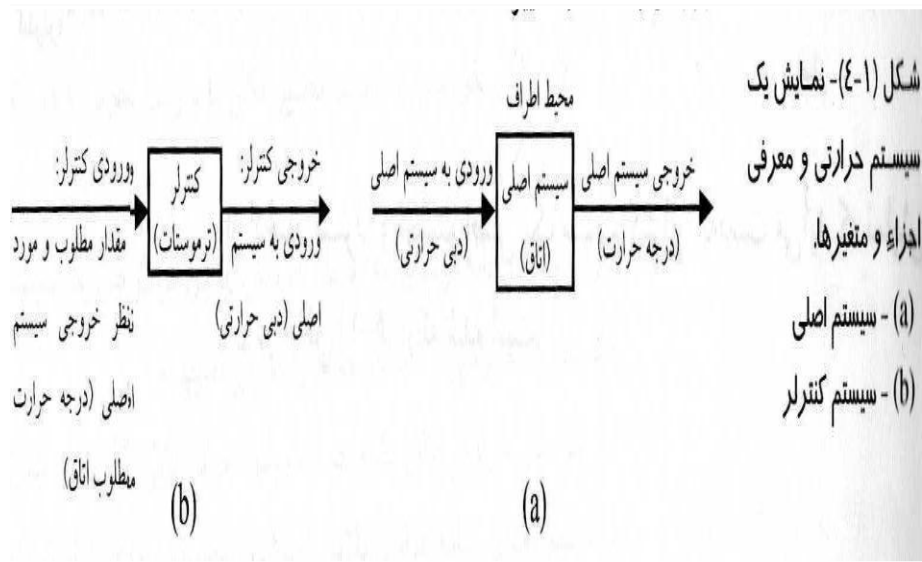 شکل (۱-٤)- نمایش یک
سیستم حرارتی و معرفی
اجزاء و متغیرها.
(a) - سیستم اصلی
(b) - سیستم کنترلر
محیط اطراف
ورودی به سیستم اصلی
(دبی حرارتی)
سیستم اصلی
(اتاق)
خروجی سیستم اصلی
(درجه حرارت)
(a)
ورودی کنترلر:
مقدار مطلوب و مورد
نظر خروجی سیستم
اصلی (درجه حرارت
مطلوب اتاق)
کنترلر
(ترموستات)
خروجی کنترلر:
ورودی به سیستم
اصلی (دبی حرارتی)
(b)